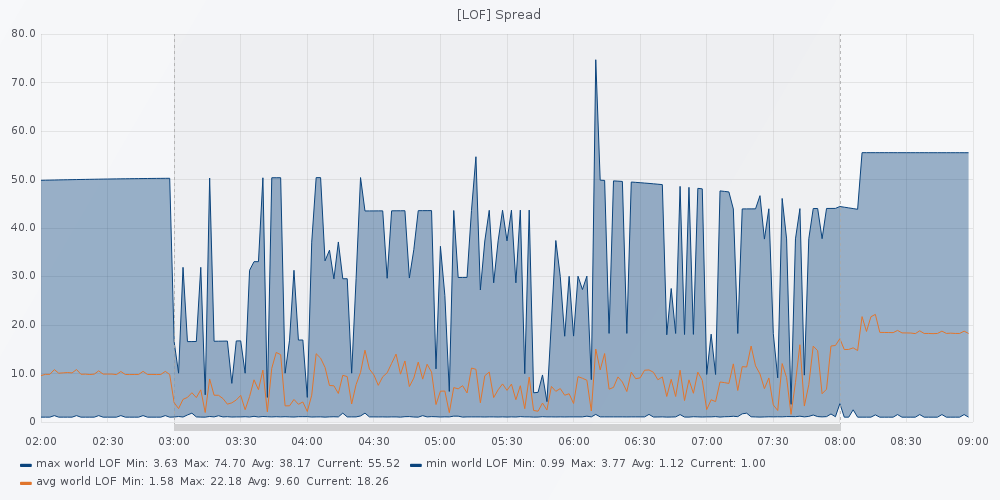 [LOF] Spread
80.0
70.0
60.0
50.0
40.0
30.0
20.0
10.0
0
02:00 02:30 03:00 03:30 04:00 04:30 05:00 05:30 06:00 06:30 07:00 07:30 08:00 08:30 09:00
max world LOF Min: 3.63 Max: 74.70 Avg: 38.17 Current: 55.52 min world LOF Min: 0.99 Max: 3.77 Avg: 1.12 Current: 1.00
avg world LOF Min: 1.58 Max: 22.18 Avg: 9.60 Current: 18.26